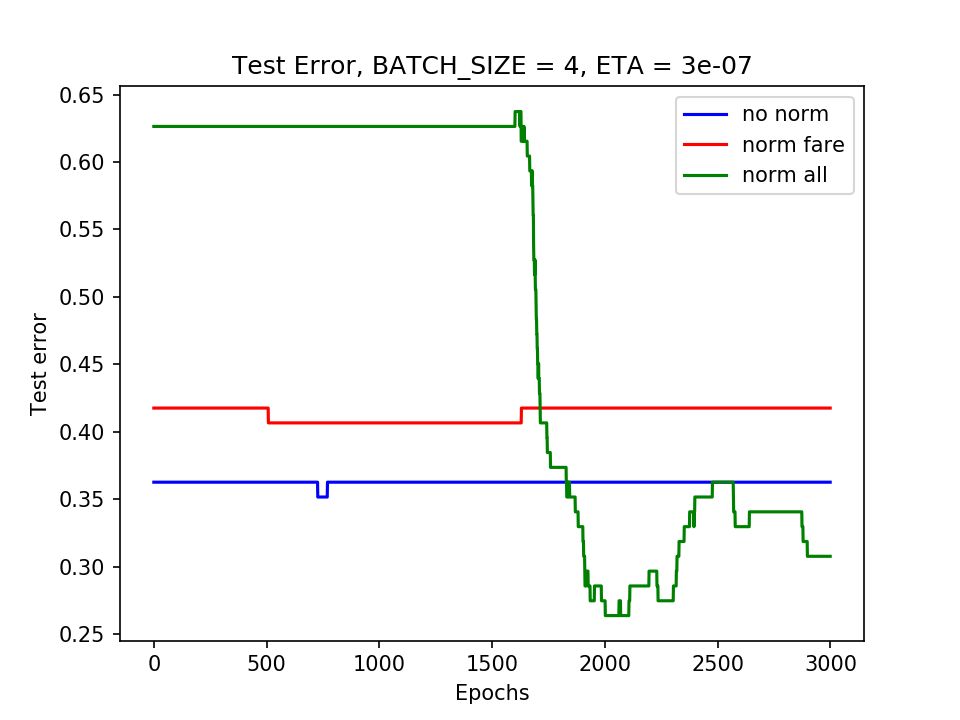 Test Error, BATCH_SIZE = 4, ETA = 3e-07
no norm
norm fare
norm all
0.65
0.60
0.55
0.50
0.45
0.40
0.35
0.30
0.25
Test error
0 500 1000 1500 2000 2500 3000
Epochs